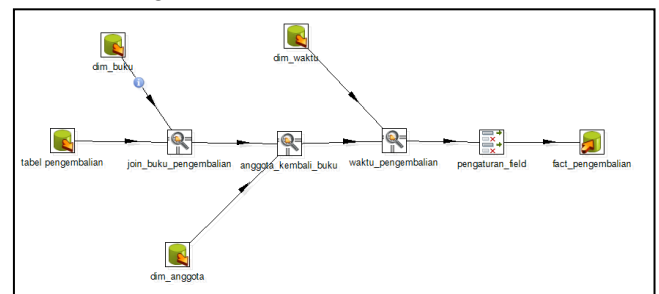 dim_buku
dim_waktu
i
tabel pengembalian
join_buku_pengembalian
anggota_kembali_buku
waktu_pengembalian
pengaturan_field
fact_pengembalian
dim_anggota